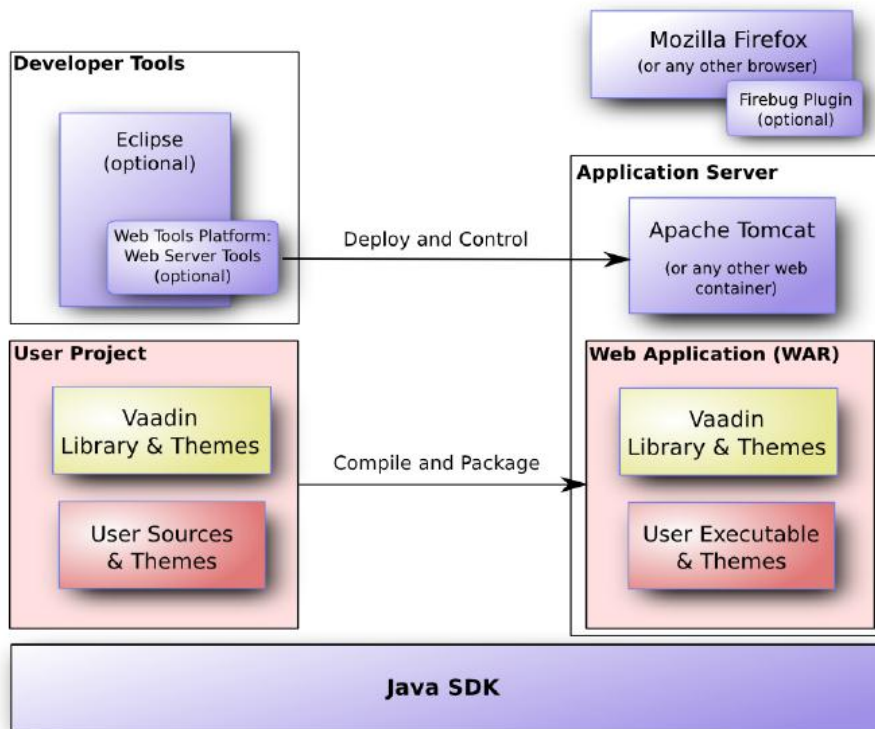 Developer Tools
Eclipse
(optional)
Web Tools Platform:
Web Server Tools
(optional)
Deploy and Control
Mozilla Firefox
(or any other browser)
Firebug Plugin
(optional)
Application Server
Apache Tomcat
(or any other web
container)
User Project
Vaadin
Library & Themes
User Sources
& Themes
Compile and Package
Web Application (WAR)
Vaadin
Library & Themes
User Executable
& Themes
Java SDK